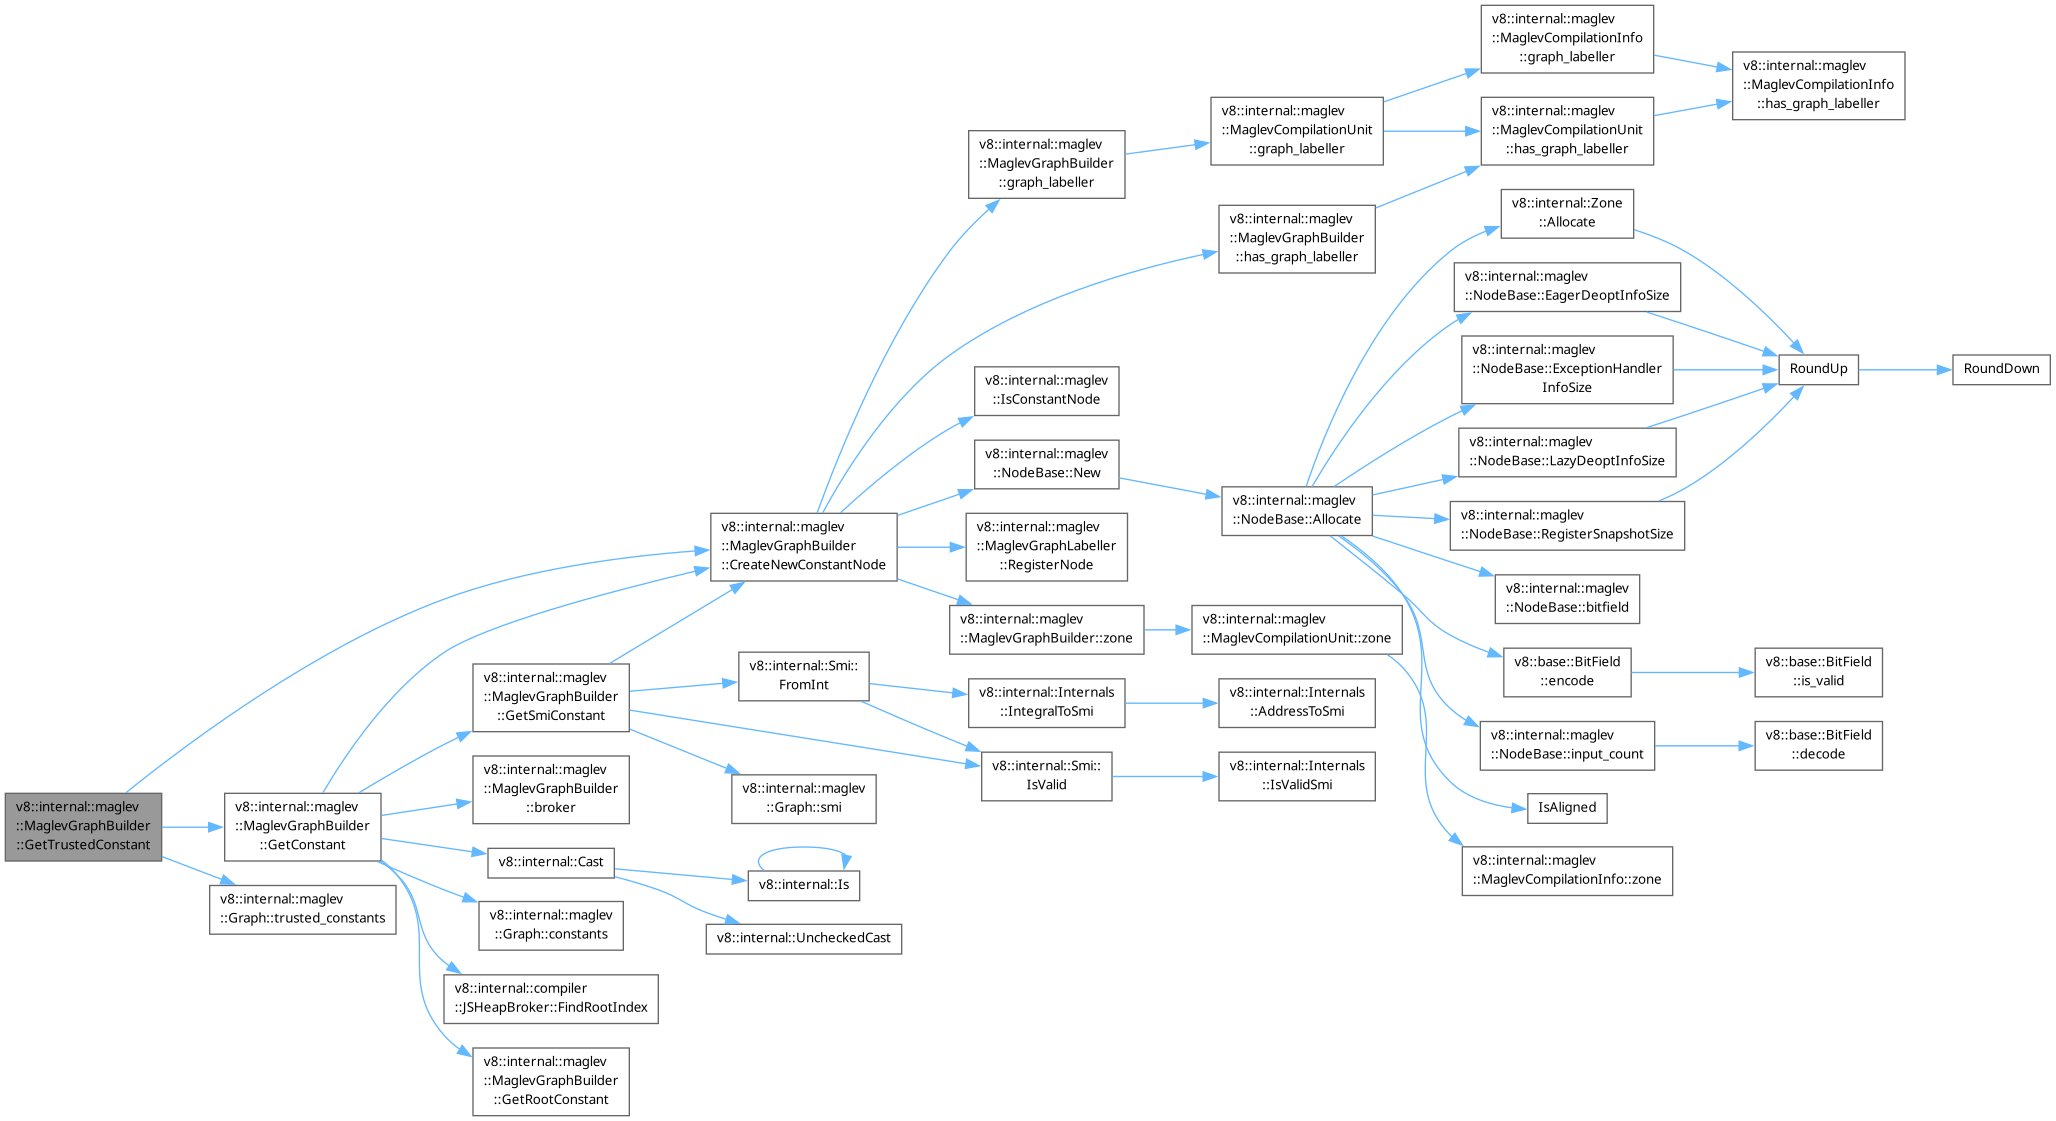 v8::internal::maglev
::MaglevGraphBuilder
::GetTrustedConstant
v8::internal::maglev
::MaglevGraphBuilder
::GetConstant
v8::internal::maglev
::Graph::trusted_constants
v8::internal::maglev
::MaglevGraphBuilder
::GetSmiConstant
v8::internal::maglev
::MaglevGraphBuilder
::broker
v8::internal::Cast
v8::internal::maglev
::Graph::constants
v8::internal::compiler
::JSHeapBroker::FindRootIndex
v8::internal::maglev
::MaglevGraphBuilder
::GetRootConstant
v8::internal::maglev
::MaglevGraphBuilder
::CreateNewConstantNode
v8::internal::Smi::
FromInt
v8::internal::maglev
::Graph::smi
v8::internal::Is
v8::internal::UncheckedCast
v8::internal::maglev
::MaglevGraphBuilder
::graph_labeller
v8::internal::maglev
::IsConstantNode
v8::internal::maglev
::NodeBase::New
v8::internal::maglev
::MaglevGraphLabeller
::RegisterNode
v8::internal::maglev
::MaglevGraphBuilder::zone
v8::internal::Internals
::IntegralToSmi
v8::internal::Smi::
IsValid
v8::internal::maglev
::MaglevCompilationUnit
::graph_labeller
v8::internal::maglev
::MaglevGraphBuilder
::has_graph_labeller
v8::internal::maglev
::NodeBase::Allocate
v8::internal::maglev
::MaglevCompilationUnit::zone
v8::internal::Internals
::AddressToSmi
v8::internal::Internals
::IsValidSmi
v8::internal::maglev
::MaglevCompilationInfo
::graph_labeller
v8::internal::maglev
::MaglevCompilationUnit
::has_graph_labeller
v8::internal::Zone
::Allocate
v8::internal::maglev
::NodeBase::EagerDeoptInfoSize
v8::internal::maglev
::NodeBase::ExceptionHandler
InfoSize
v8::internal::maglev
::NodeBase::LazyDeoptInfoSize
v8::internal::maglev
::NodeBase::RegisterSnapshotSize
v8::internal::maglev
::NodeBase::bitfield
v8::base::BitField
::encode
v8::internal::maglev
::NodeBase::input_count
IsAligned
v8::internal::maglev
::MaglevCompilationInfo::zone
v8::internal::maglev
::MaglevCompilationInfo
::has_graph_labeller
RoundUp
v8::base::BitField
::is_valid
v8::base::BitField
::decode
RoundDown